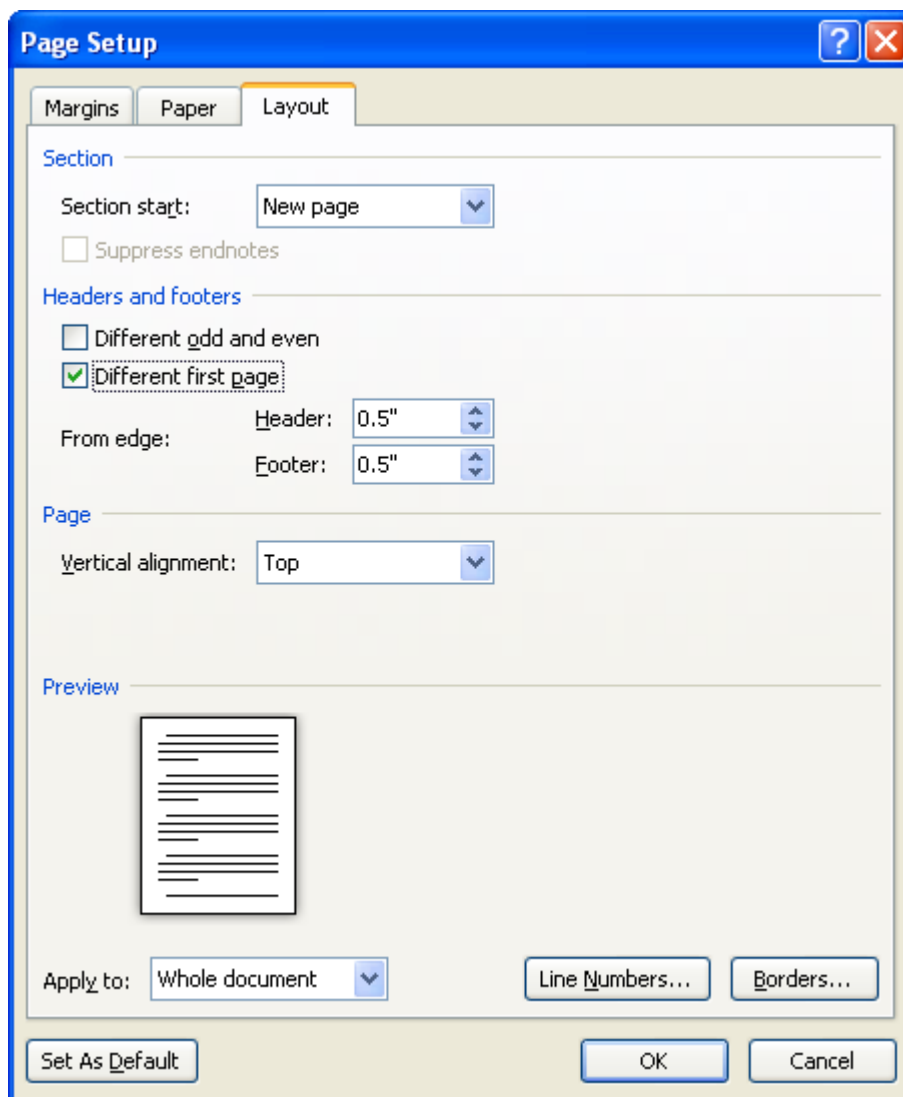 Page Setup
Margins Paper Layout
Section
Section start: New page
Suppress endnotes
Headers and footers
Different odd and even
Different first page
From edge:
Header: 0.5"
Footer: 0.5"
Page
Vertical alignment: Top
Preview
Apply to: Whole document Line Numbers... Borders...
Set As Default OK Cancel